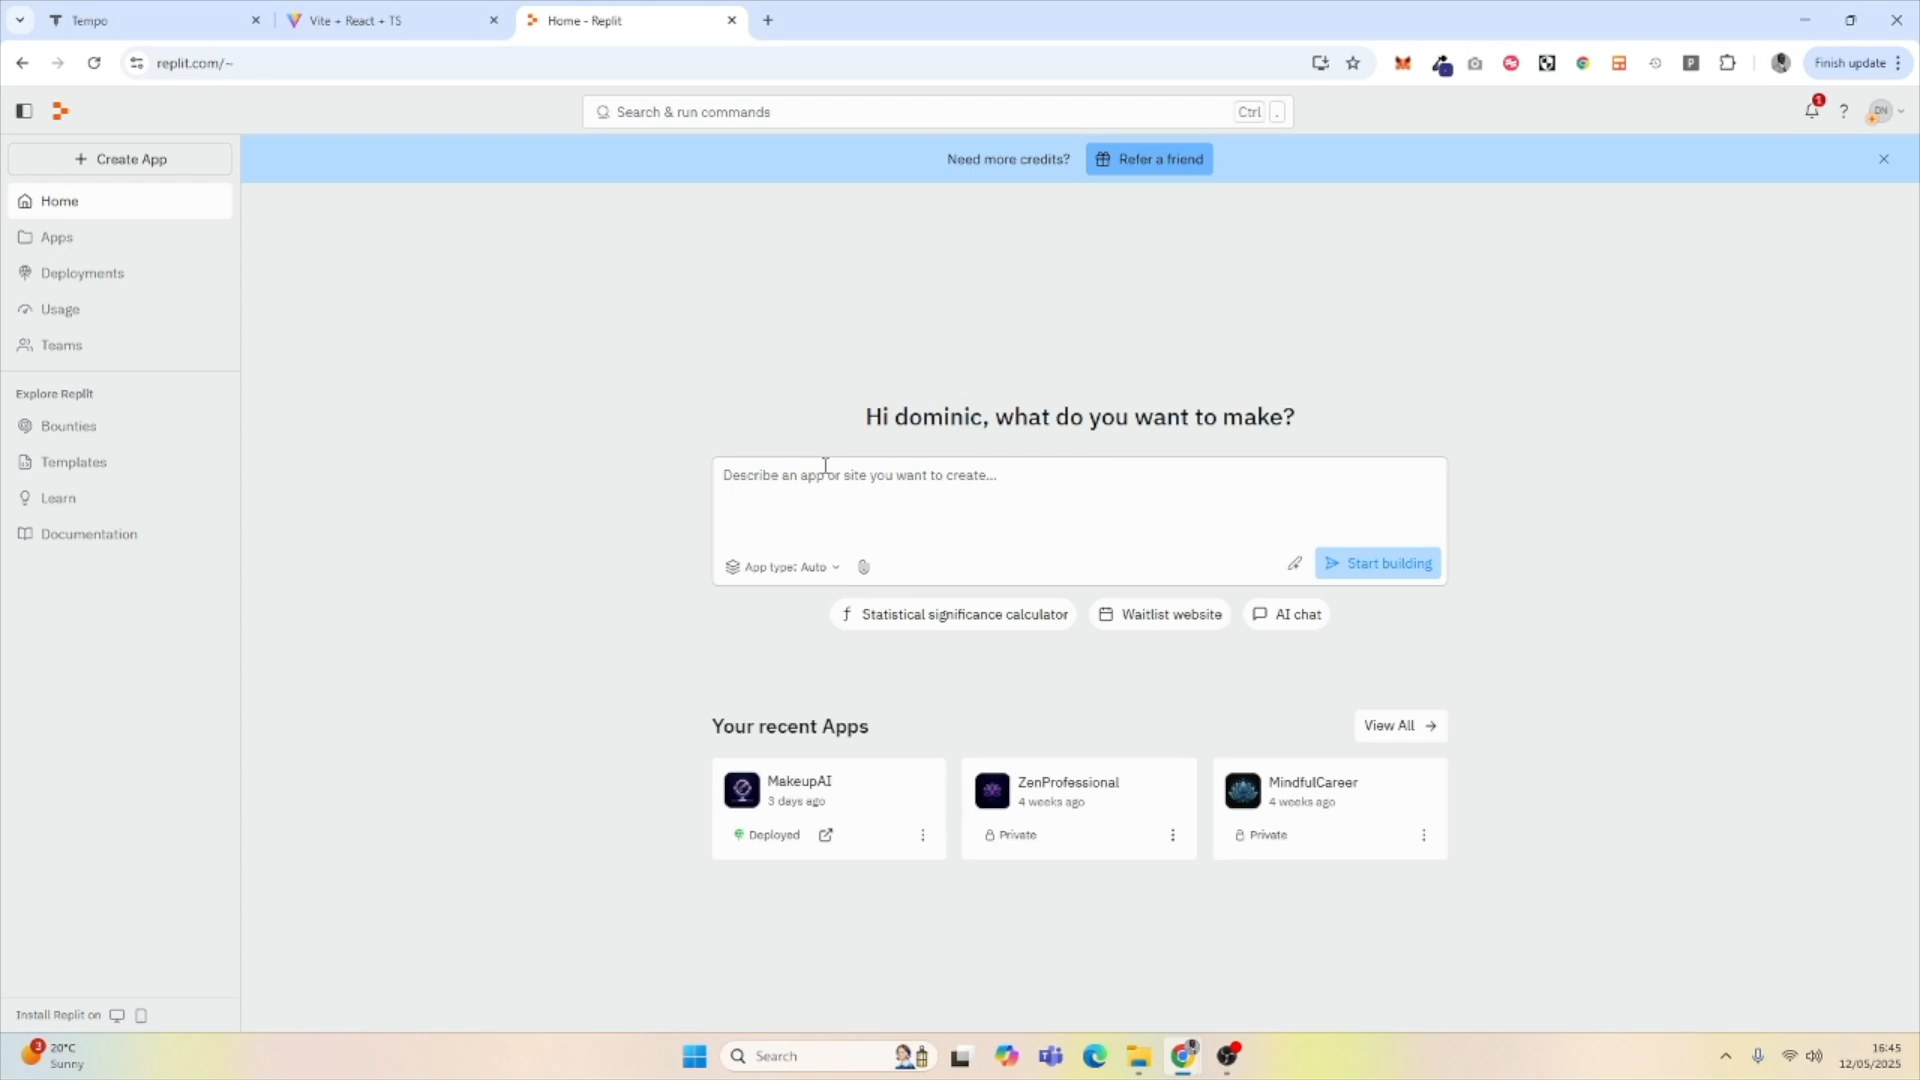 Tempo
Vite + React + TS
Home - Replit
replit.com/~
Finish update
Search & run commands
Ctrl .
1
?
DN
Create App
Need more credits?
Refer a friend
Home
Apps
Deployments
Usage
Teams
Explore Replit
Bounties
Templates
Learn
Documentation
Hi dominic, what do you want to make?
Describe an app or site you want to create...
App type: Auto
Start building
Statistical significance calculator
Waitlist website
AI chat
Your recent Apps
View All
MakeupAI
3 days ago
Deployed
ZenProfessional
4 weeks ago
Private
MindfulCareer
4 weeks ago
Private
Install Replit on
3
20°C
Sunny
Search
16:45
12/05/2025